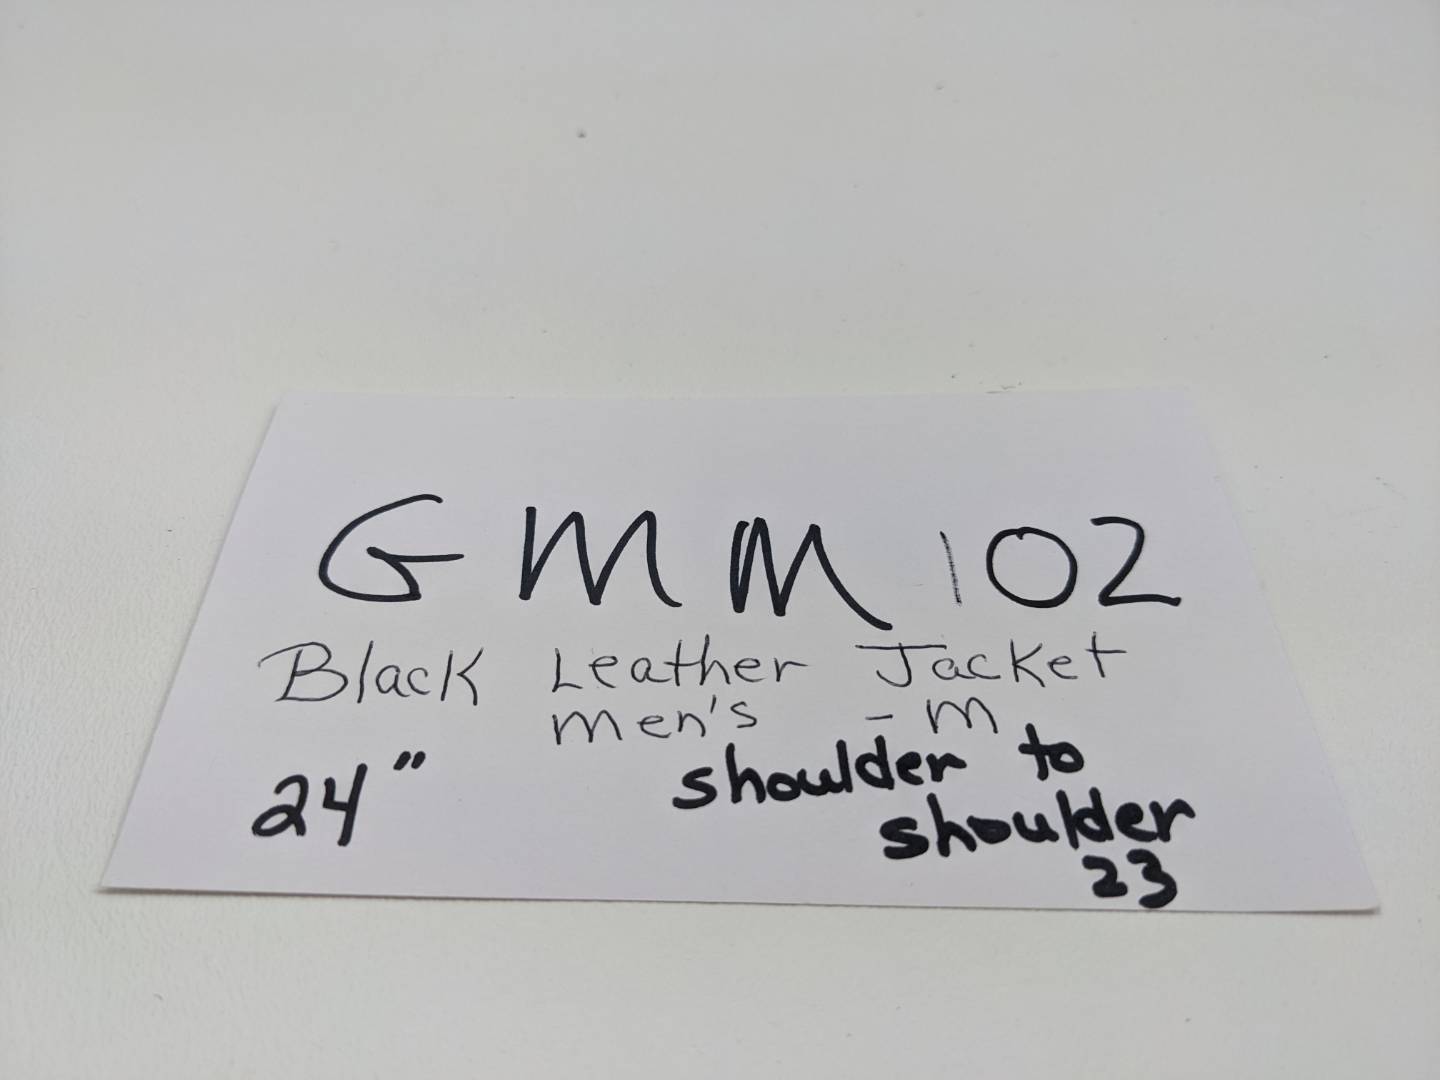 GMM 102
Black Leather Jacket
Men's - M
24"
shoulder to
shoulder
23